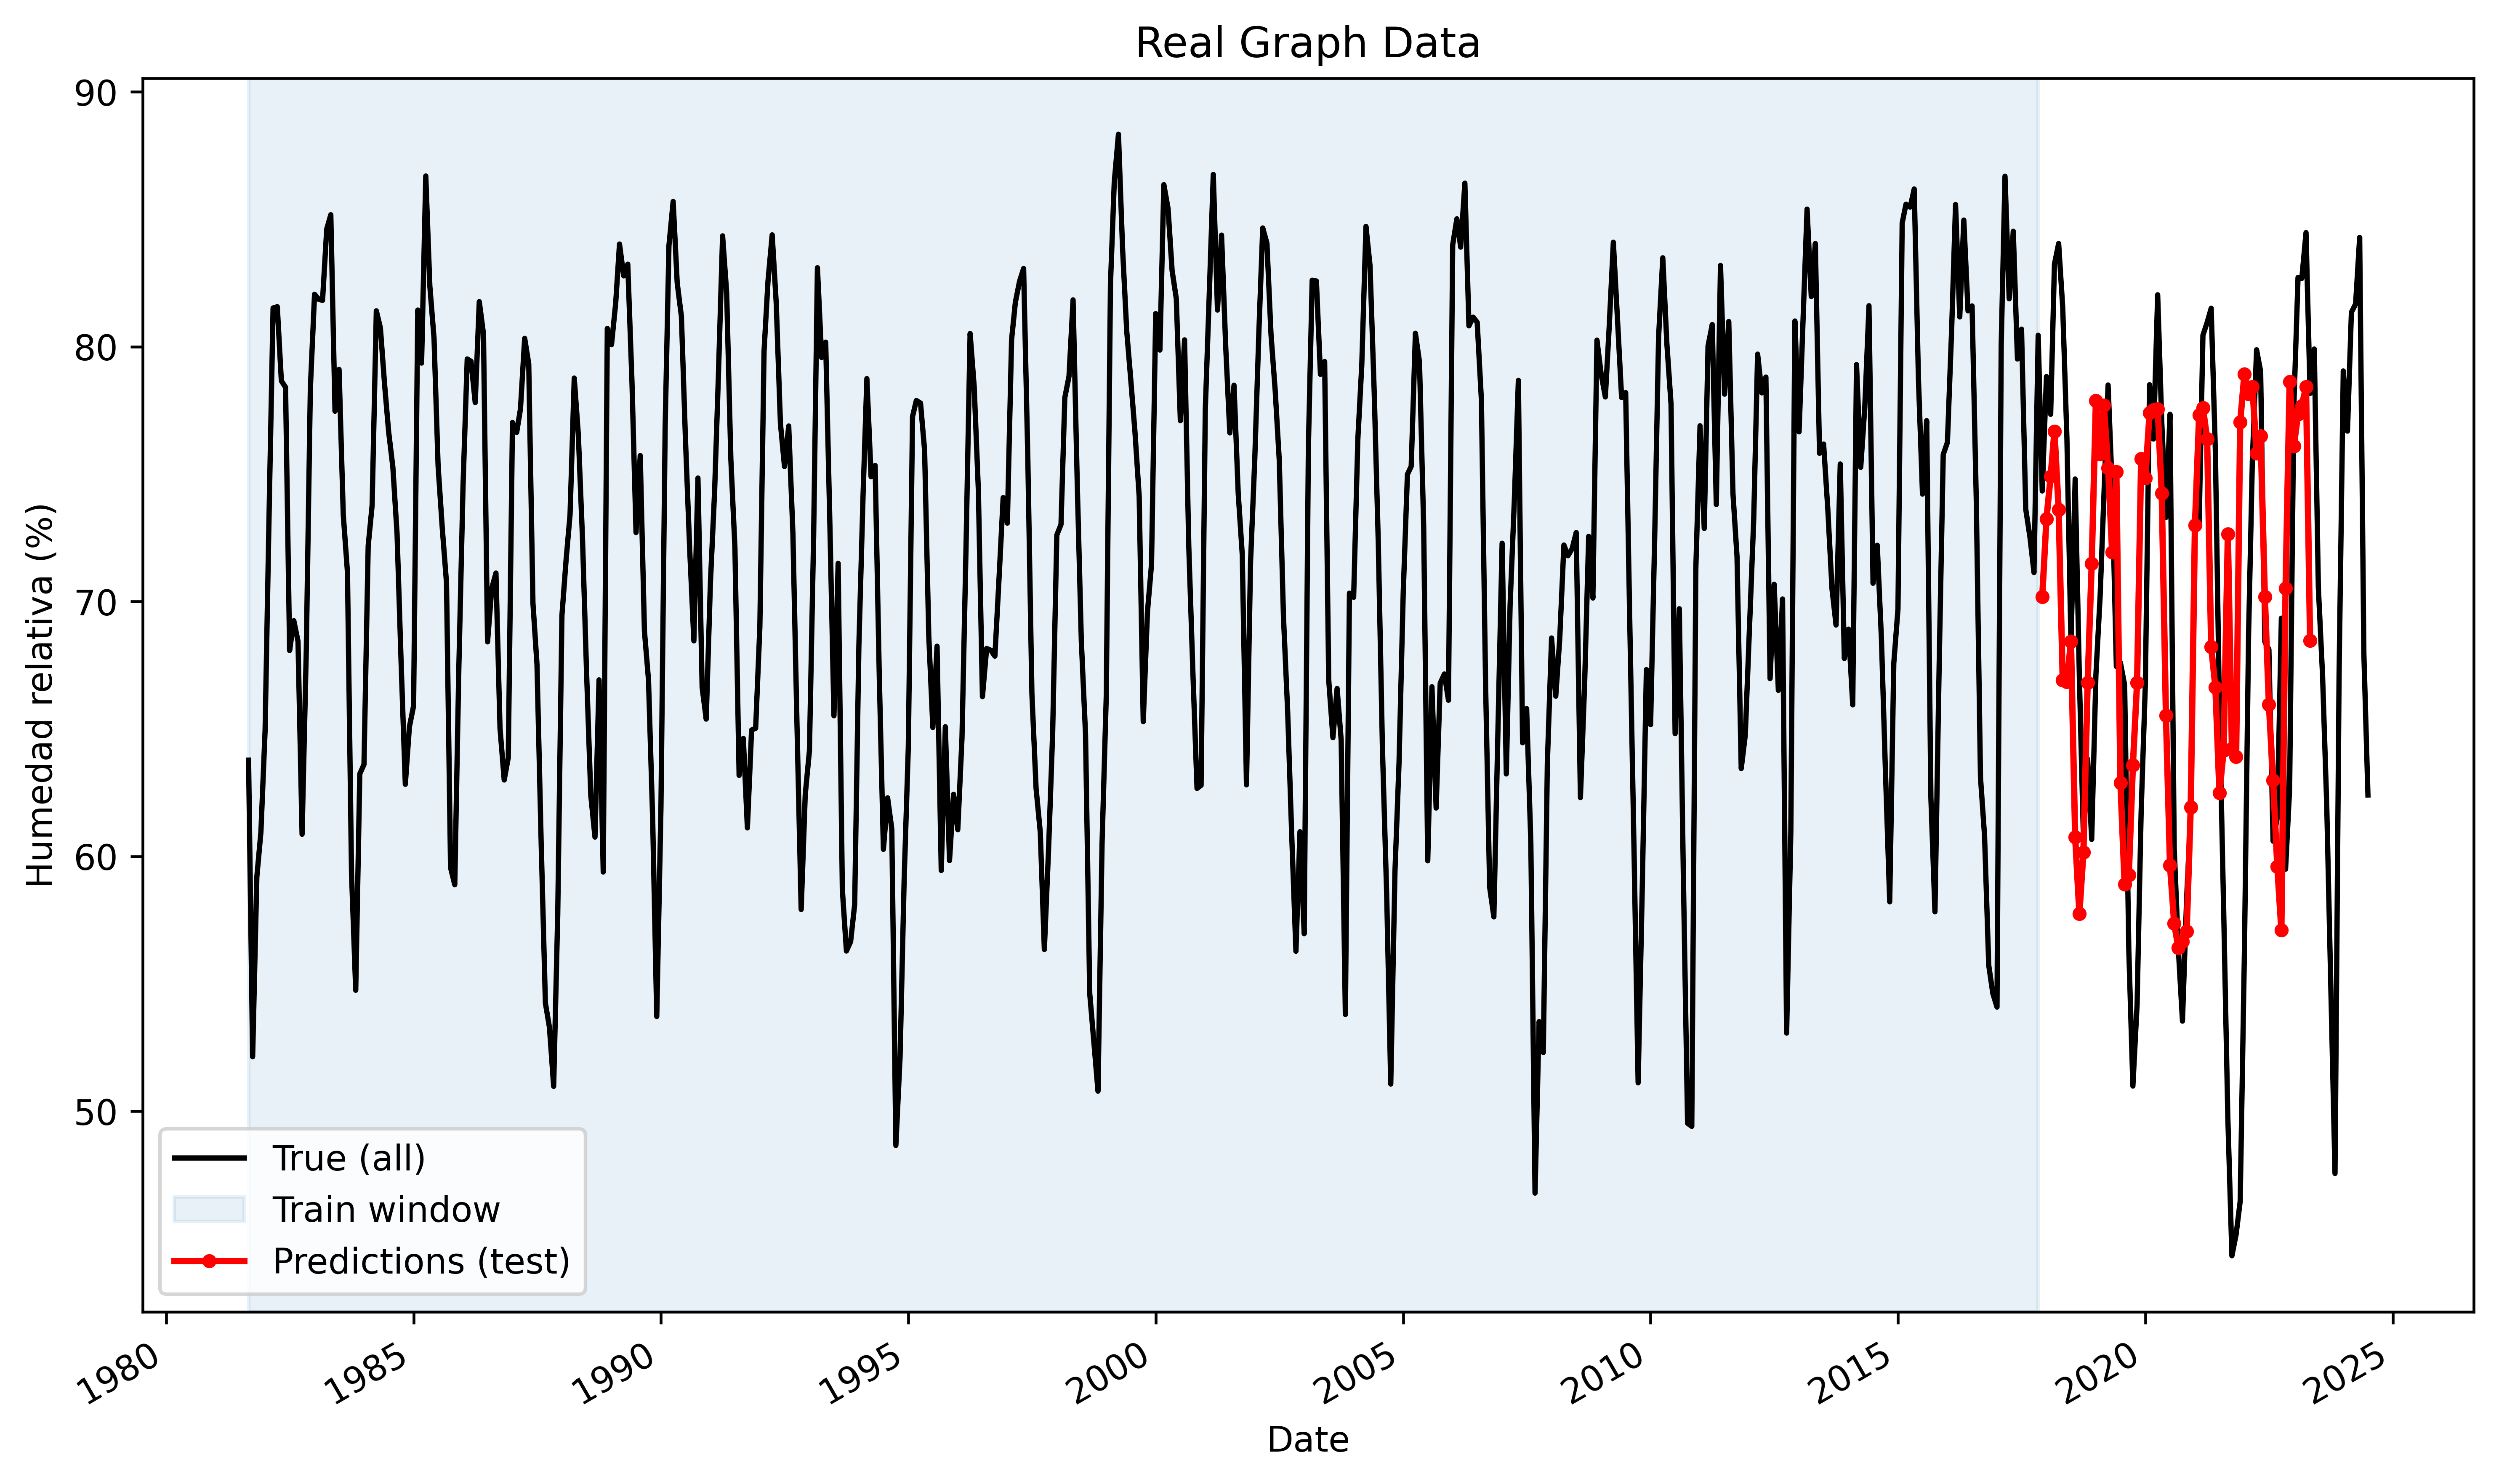 Real Graph Data
Humedad relativa (%)
90
80
70
60
50
True (all)
Train window
Predictions (test)
1980
1985
1990
1995
2000
2005
2010
2015
2020
2025
Date